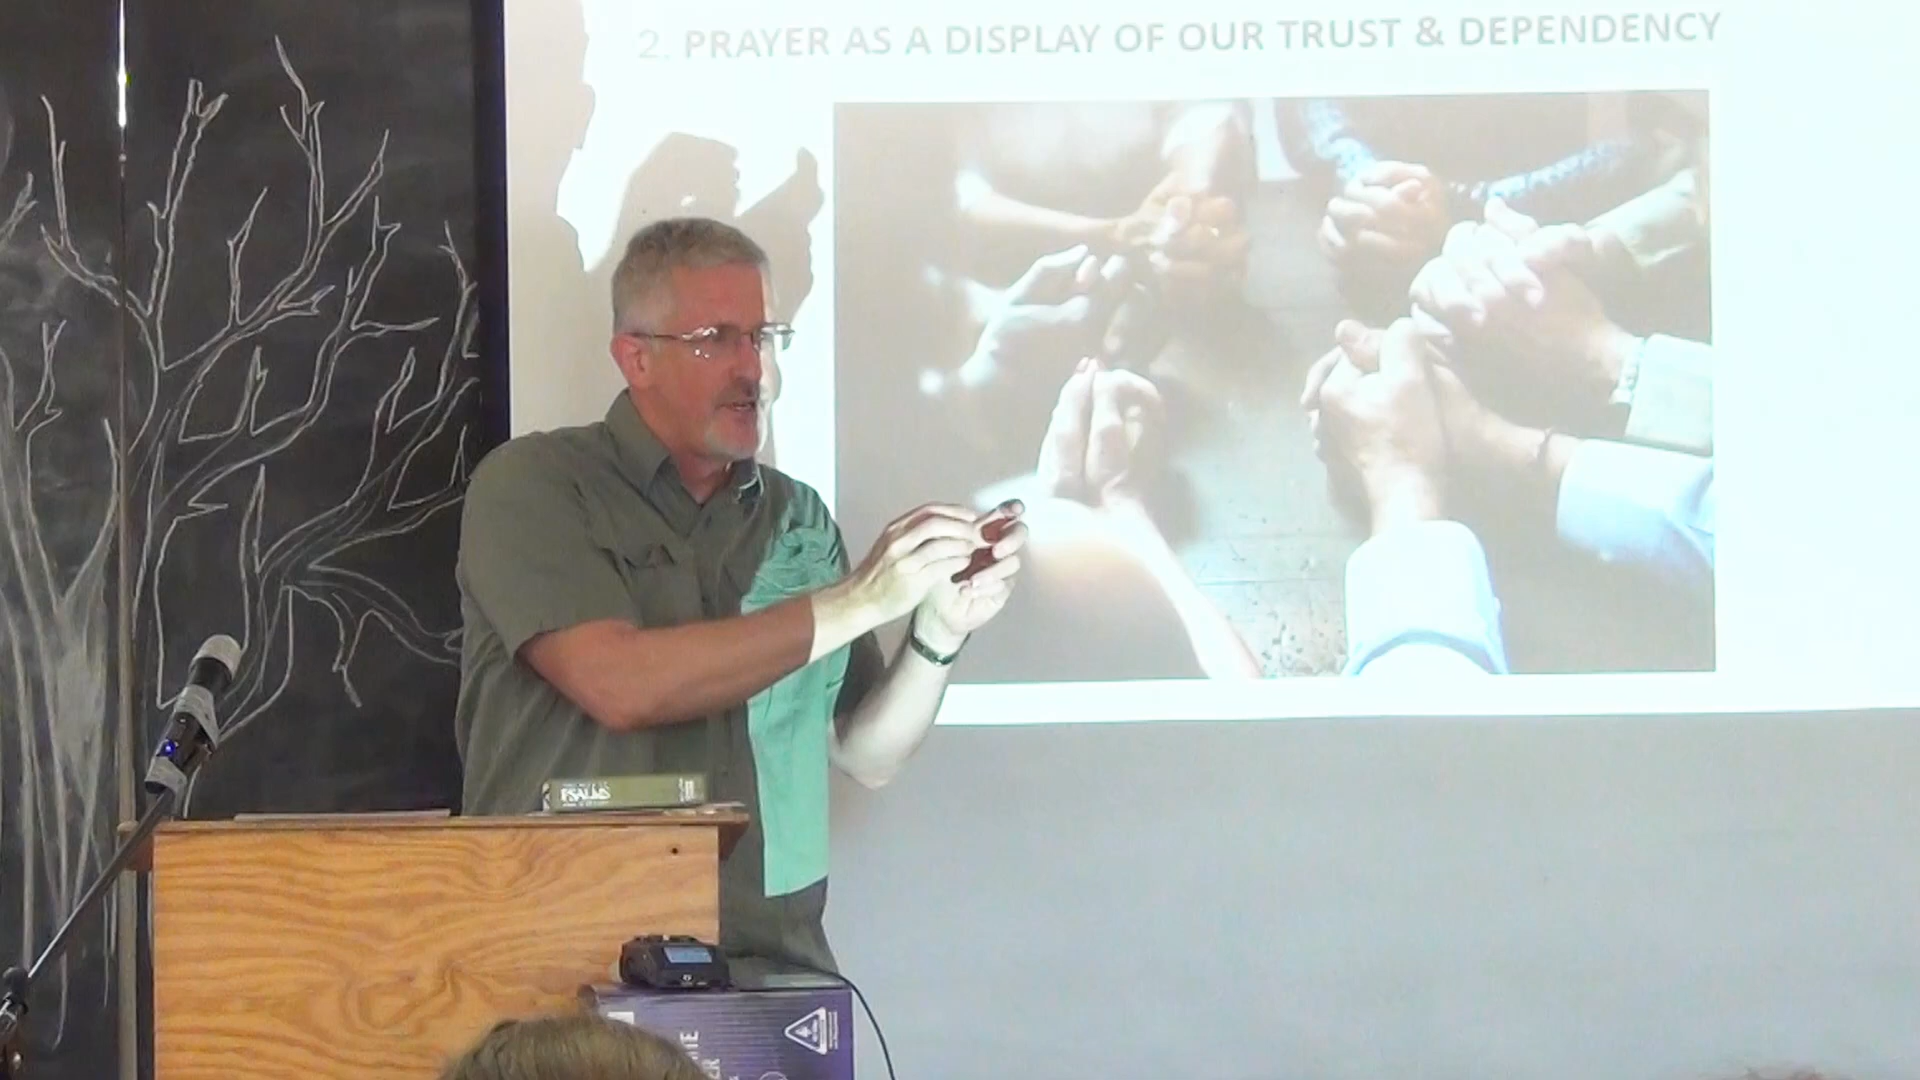 2. PRAYER AS A DISPLAY OF OUR TRUST & DEPENDENCY
PSALMS